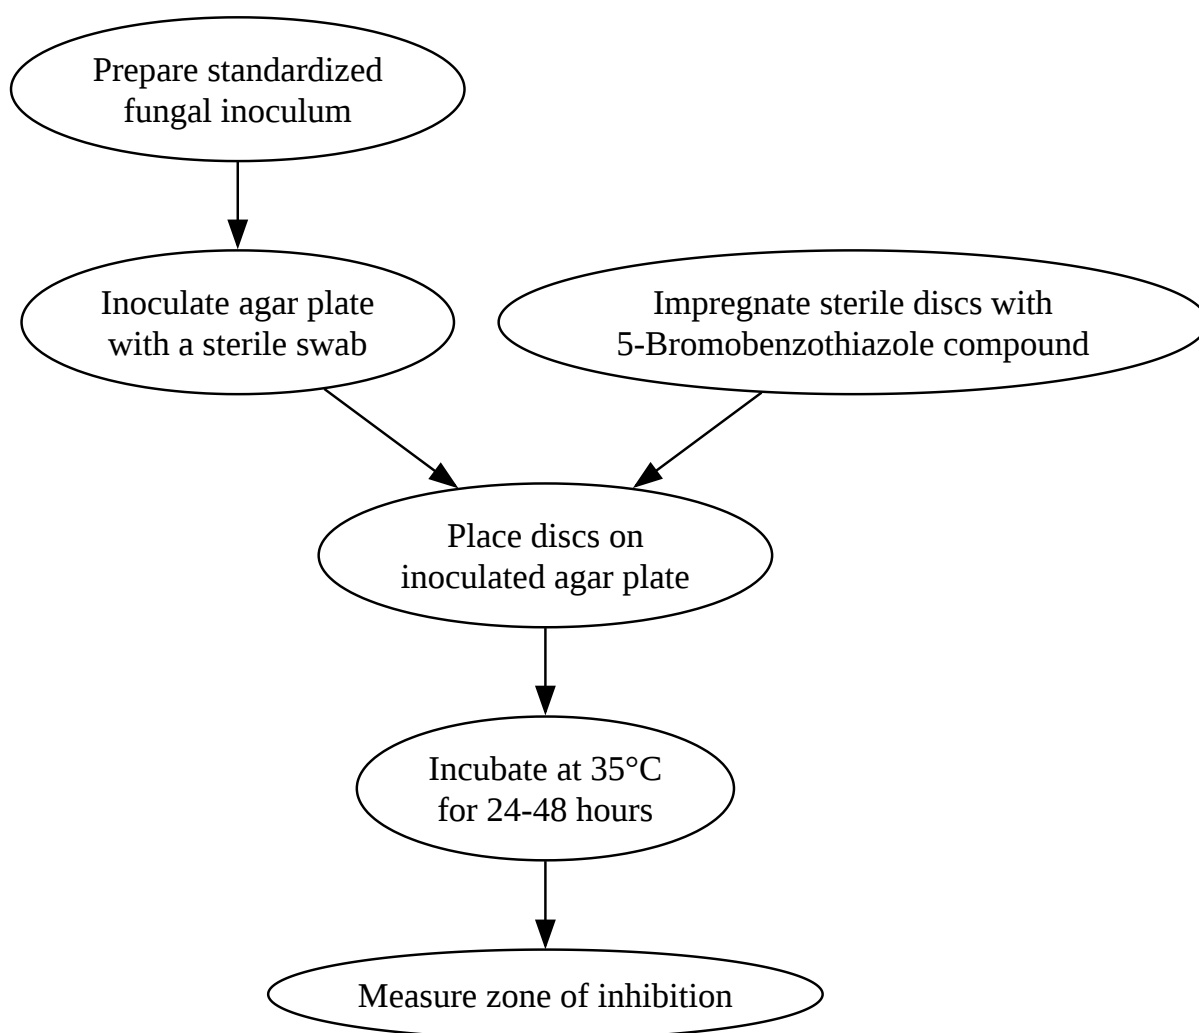 Prepare standardized
fungal inoculum
Inoculate agar plate
with a sterile swab
Impregnate sterile discs with
5-Bromobenzothiazole compound
Place discs on
inoculated agar plate
Incubate at 35°C
for 24-48 hours
Measure zone of inhibition